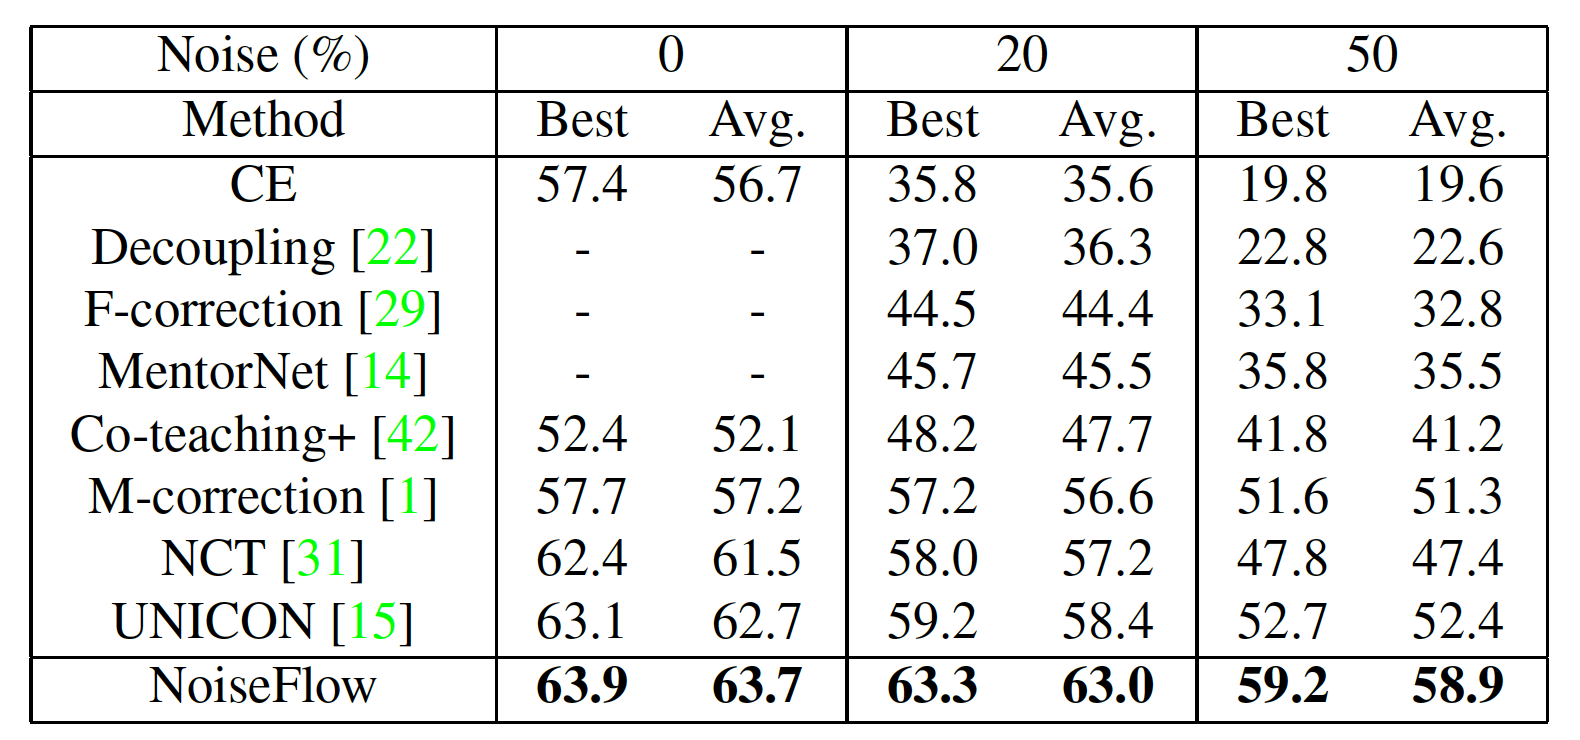 Noise (%) 0 20 50
Method Best Avg. Best Avg. Best Avg.
CE 57.4 56.7 35.8 35.6 19.8 19.6
Decoupling [22] - - 37.0 36.3 22.8 22.6
F-correction [29] - - 44.5 44.4 33.1 32.8
MentorNet [14] - - 45.7 45.5 35.8 35.5
Co-teaching+ [42] 52.4 52.1 48.2 47.7 41.8 41.2
M-correction [1] 57.7 57.2 57.2 56.6 51.6 51.3
NCT [31] 62.4 61.5 58.0 57.2 47.8 47.4
UNICON [15] 63.1 62.7 59.2 58.4 52.7 52.4
NoiseFlow 63.9 63.7 63.3 63.0 59.2 58.9